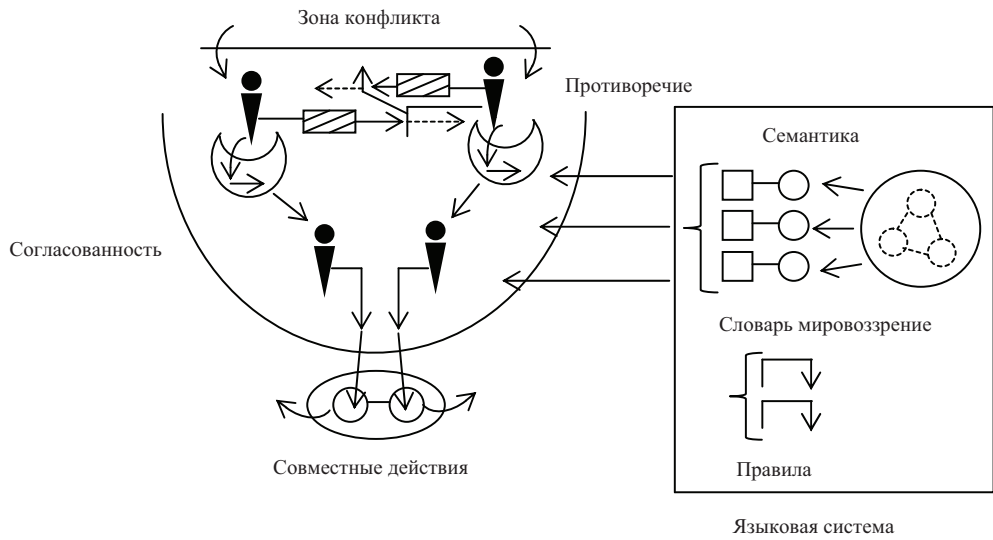 Зона конфликта
Противоречие
Семантика
Согласованность
Словарь мировоззрение
Совместные действия
Правила
Языковая система